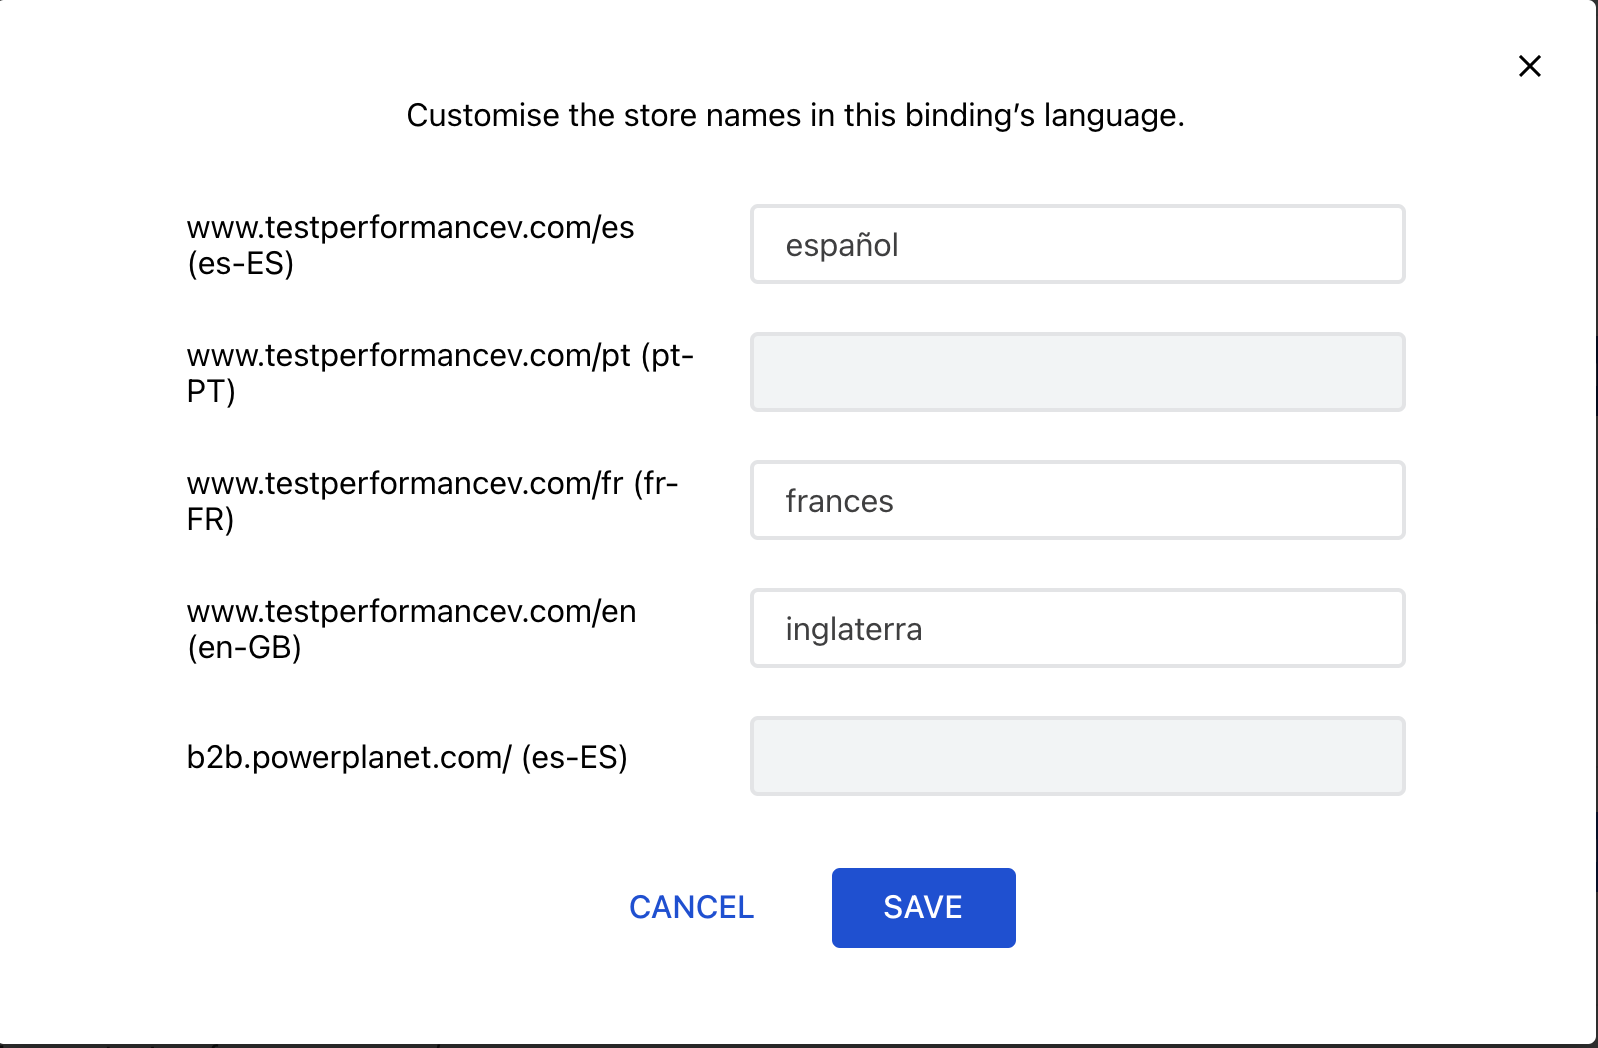 Customise the store names in this binding’s language.
www.testperformancev.com/es
(es-ES)
español
www.testperformancev.com/pt (pt-
PT)
www.testperformancev.com/fr (fr-
FR)
frances
www.testperformancev.com/en
(en-GB)
inglaterra
b2b.powerplanet.com/ (es-ES)
CANCEL
SAVE